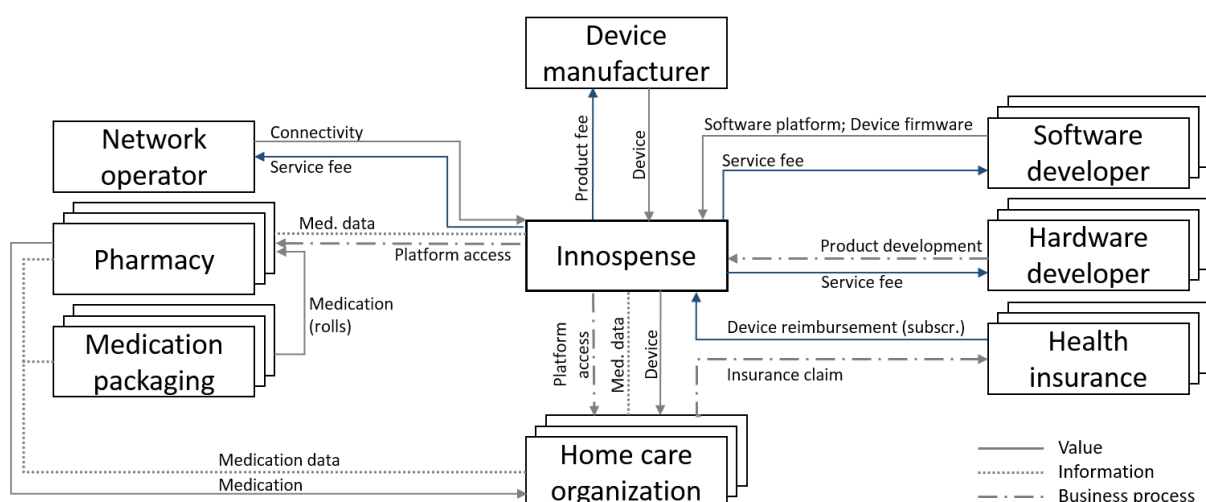 Device
manufacturer
Network
operator
Connectivity
Service fee
Product fee
Device
Software platform; Device firmware
Service fee
Software
developer
Pharmacy
Med. data
Platform access
Innospense
Product development
Service fee
Hardware
developer
Medication
(rolls)
Medication
packaging
Platform
access
Med. data
Device
Device reimbursement (subscr.)
Insurance claim
Health
insurance
Medication data
Medication
Home care
organization
Value
Information
Business process